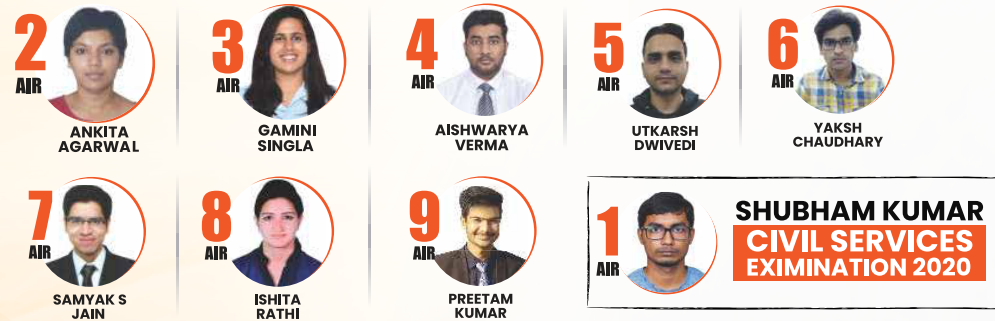 2
AIR
ANKITA
AGARWAL
3
AIR
GAMINI
SINGLA
4
AIR
AISHWARYA
VERMA
5
AIR
UTKARSH
DWIVEDI
6
AIR
YAKSH
CHAUDHARY
7
AIR
SAMYAK S
JAIN
8
AIR
ISHITA
RATHI
9
AIR
PREETAM
KUMAR
1
AIR
SHUBHAM KUMAR
CIVIL SERVICES
EXIMINATION 2020